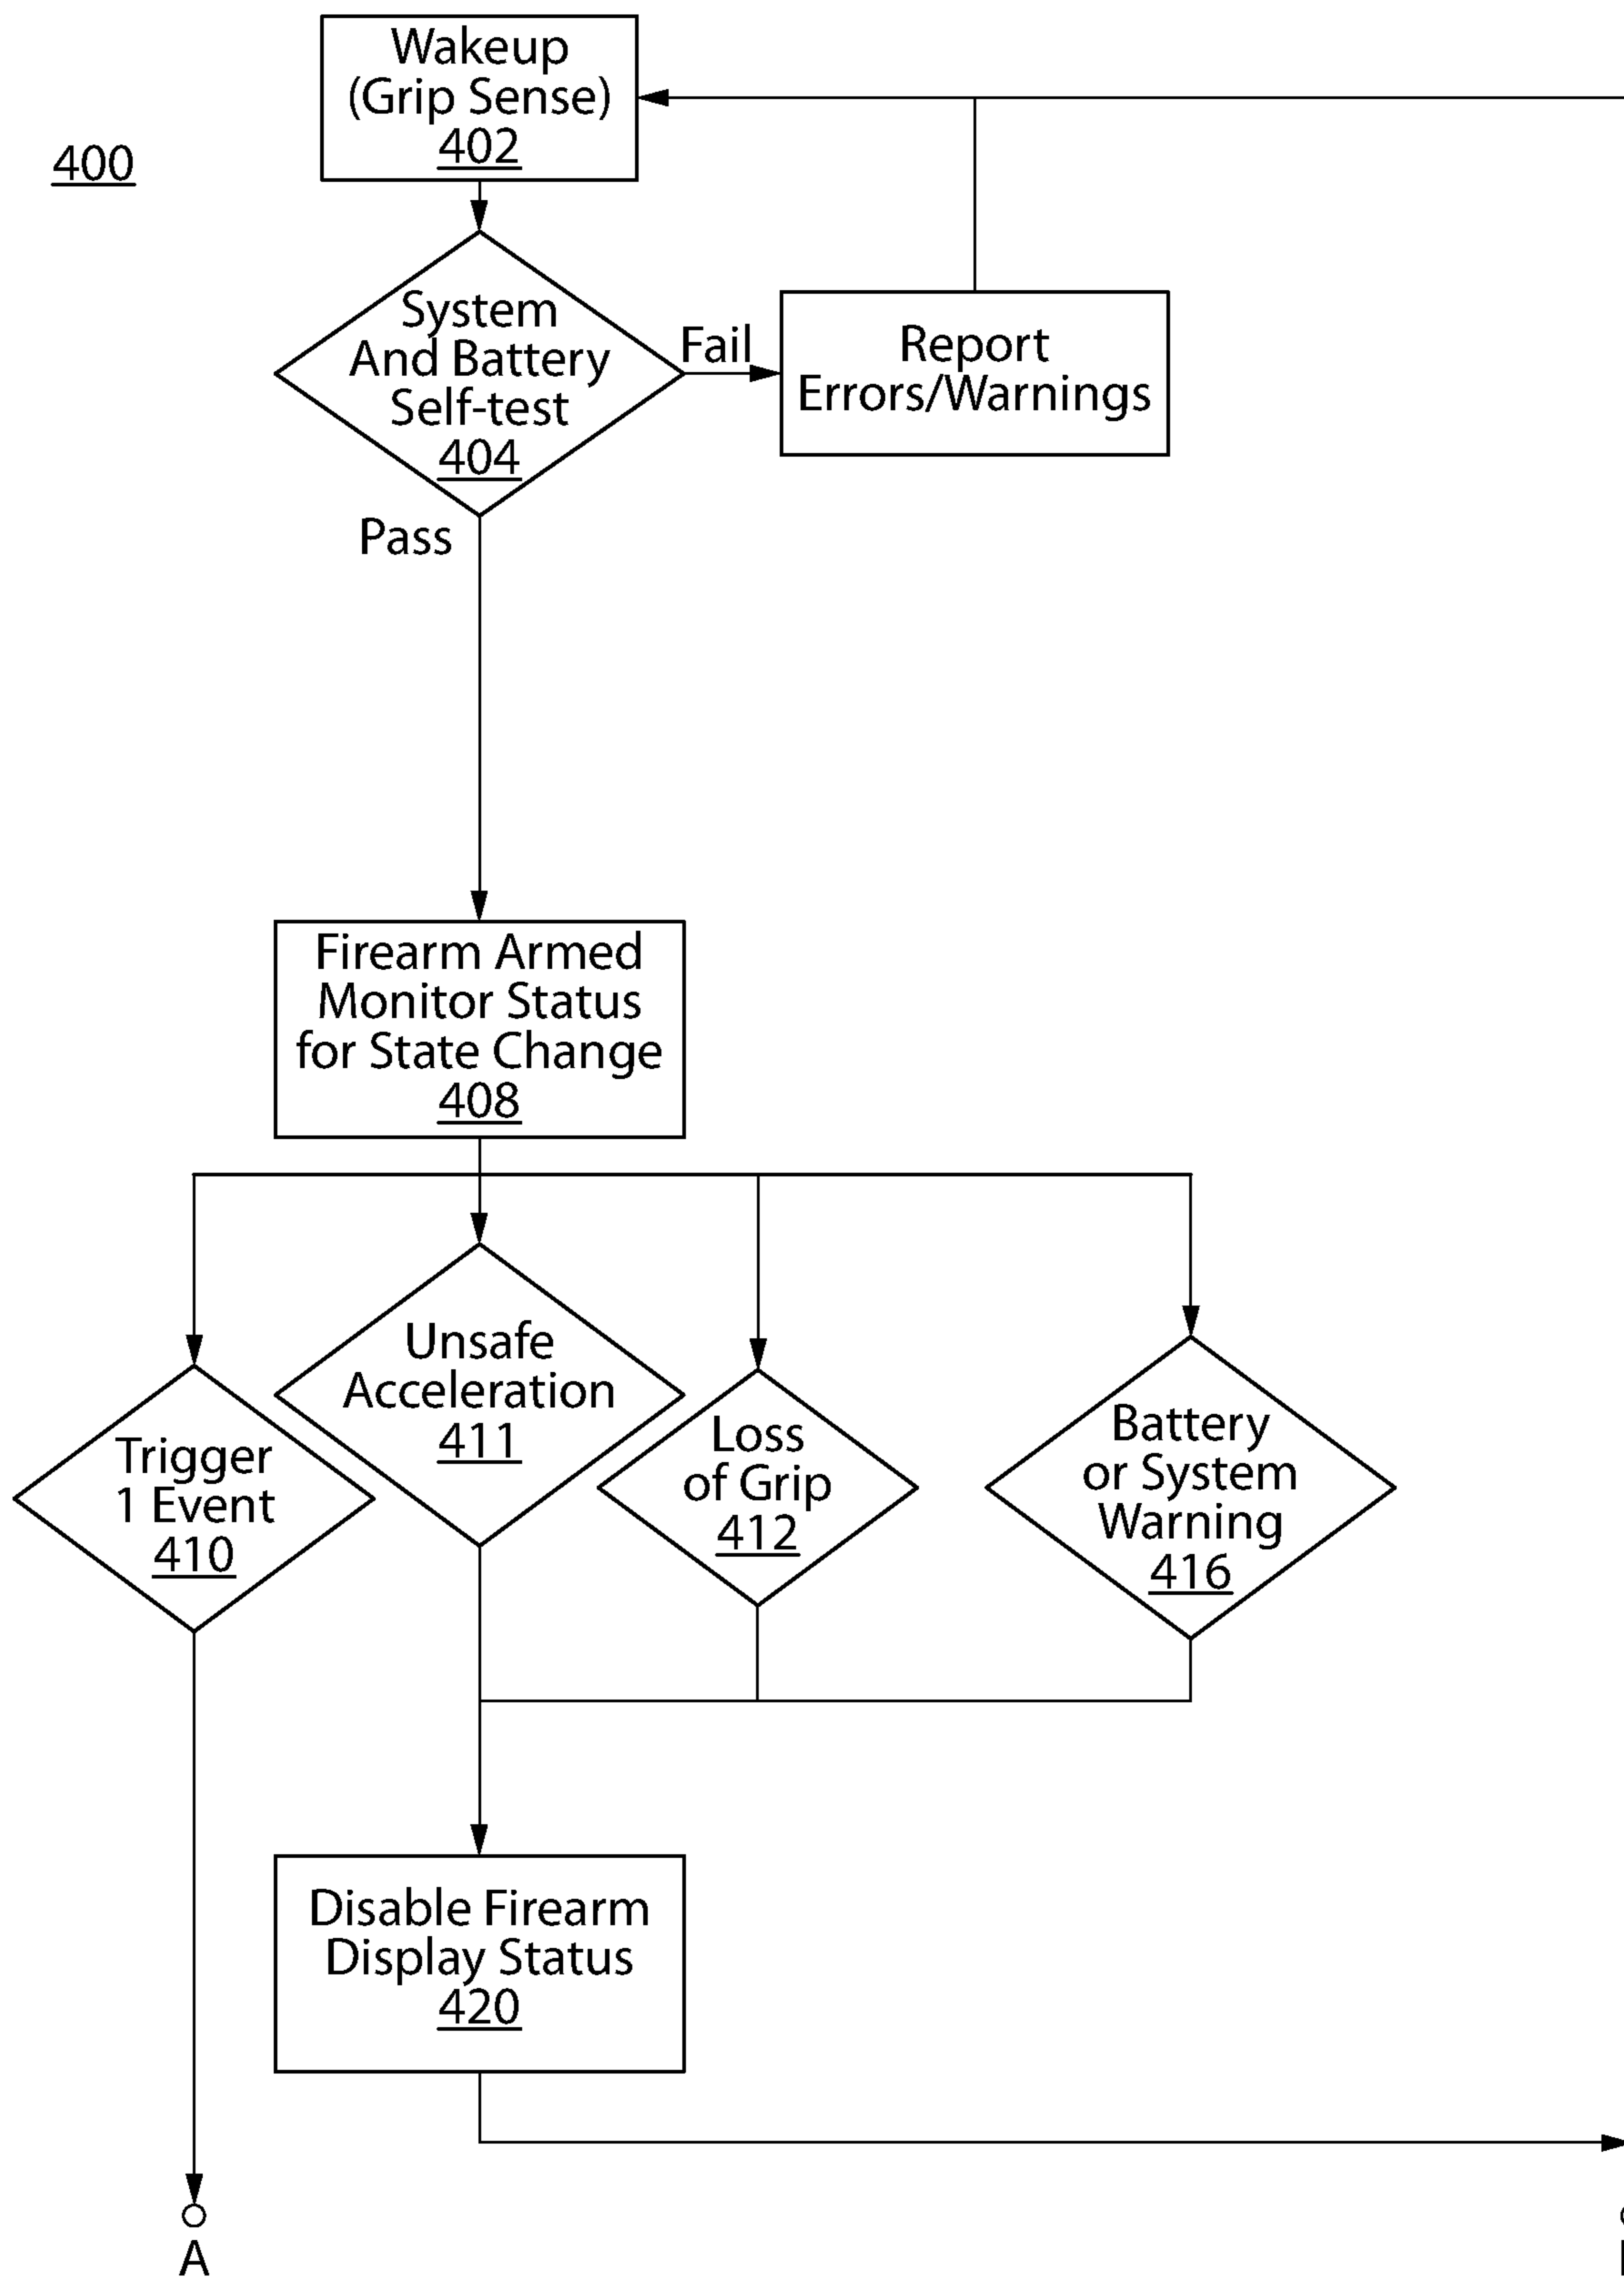 Wakeup
(Grip Sense)
402
400
System
And Battery
Self-test
404
Fail
Report
Errors/Warnings
Pass
Firearm Armed
Monitor Status
for State Change
408
Trigger
1 Event
410
Unsafe
Acceleration
411
Loss
of Grip
412
Battery
or System
Warning
416
Disable Firearm
Display Status
420
A